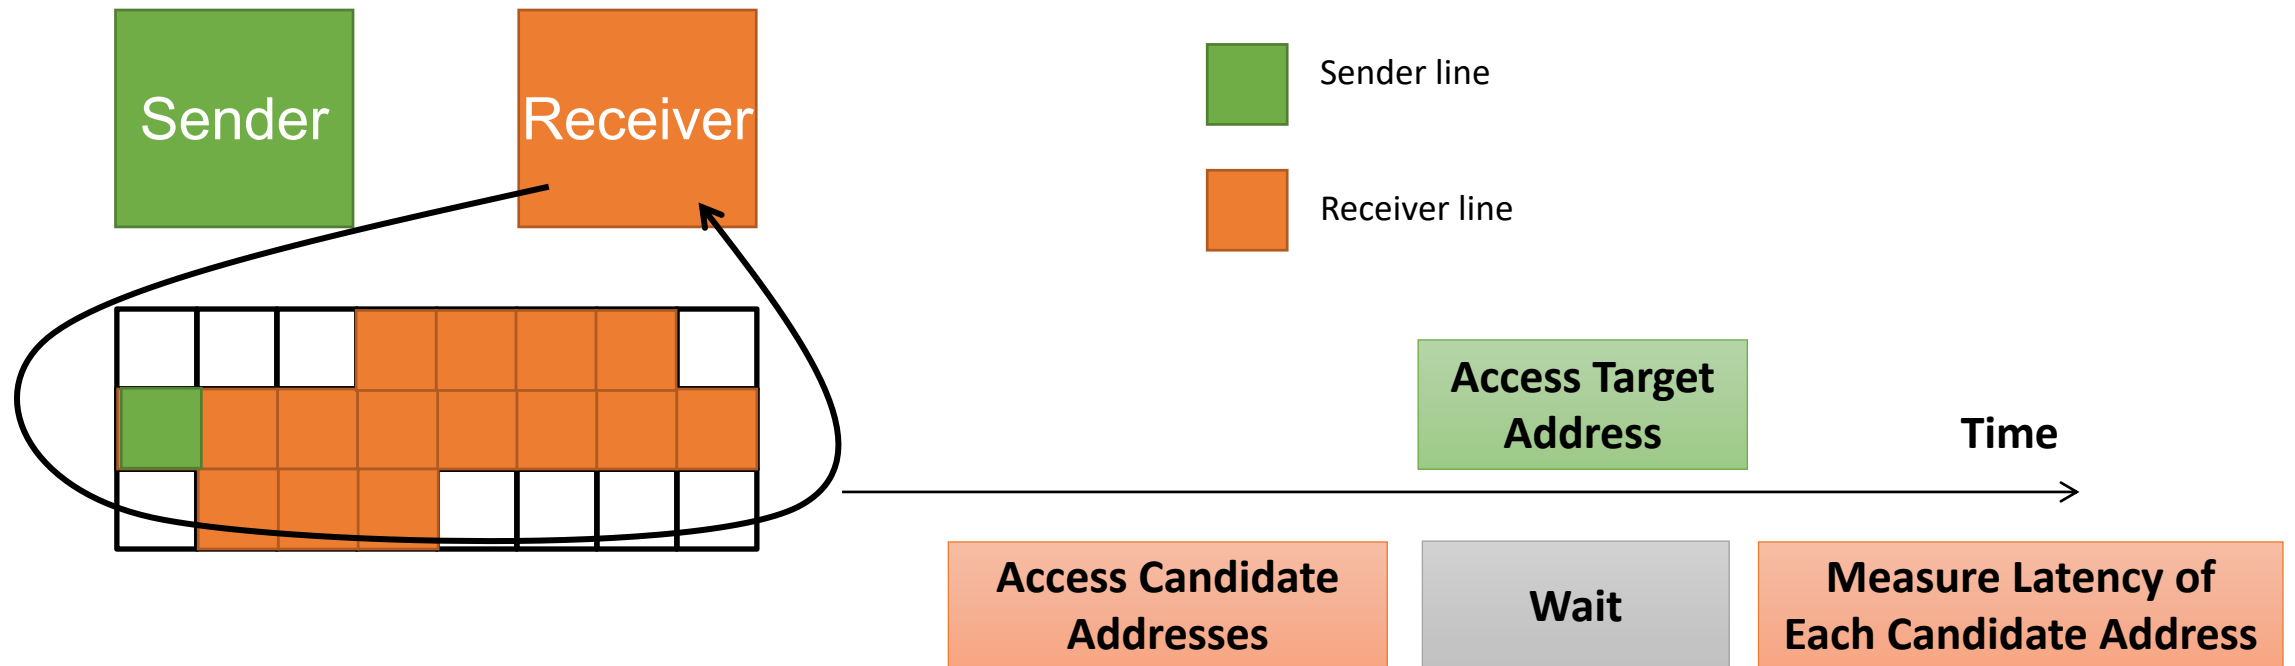 Sender
Receiver
Sender line
Receiver line
Access Target
Address
Time
Access Candidate
Addresses
Wait
Measure Latency of
Each Candidate Address